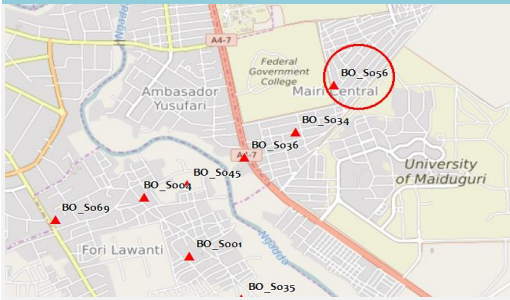 Ngadda
A4-7
Federal
Government
College
BO_S056
Ambasador
Yusufari
Mairi Central
BO_S034
A4-7
BO_S036
University
of Maiduguri
BO_S045
BO_S004
BO_S069
Fori Lawanti
BO_S001
Ngadda
BO_S035